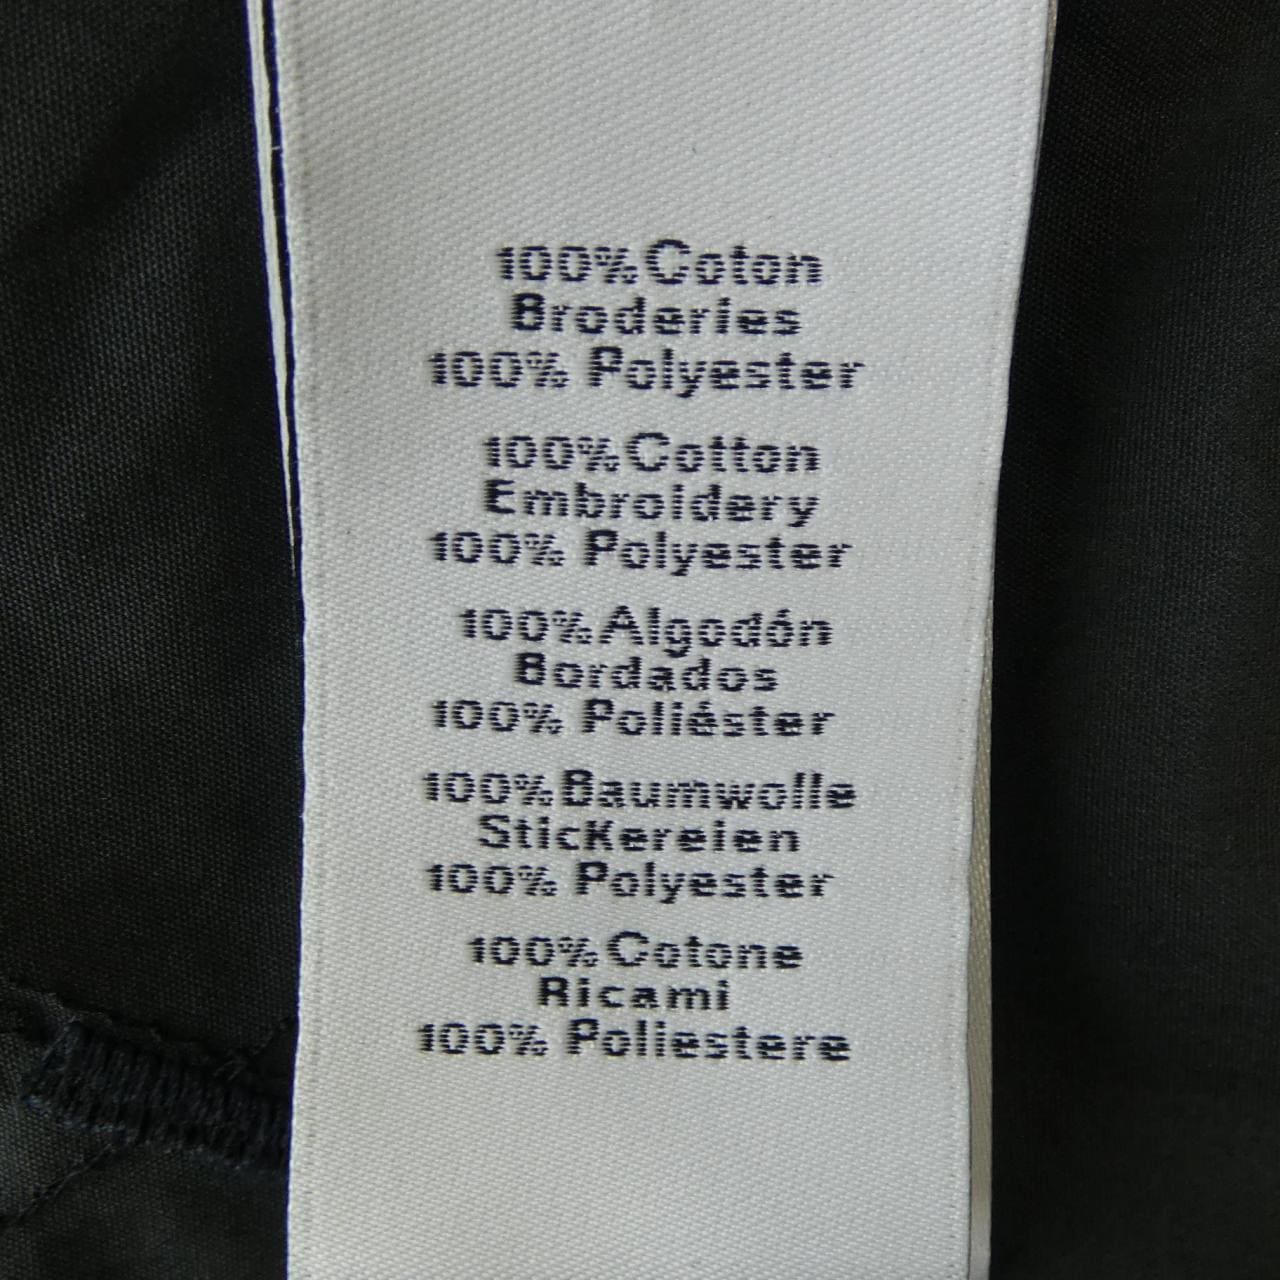 100% Coton
Broderies
100% Polyester
100% Cotton
Embroidery
100% Polyester
100% Algodón
Bordados
100% Poliéster
100% Baumwolle
Stickereien
100% Polyester
100% Cotone
Ricami
100% Poliestere